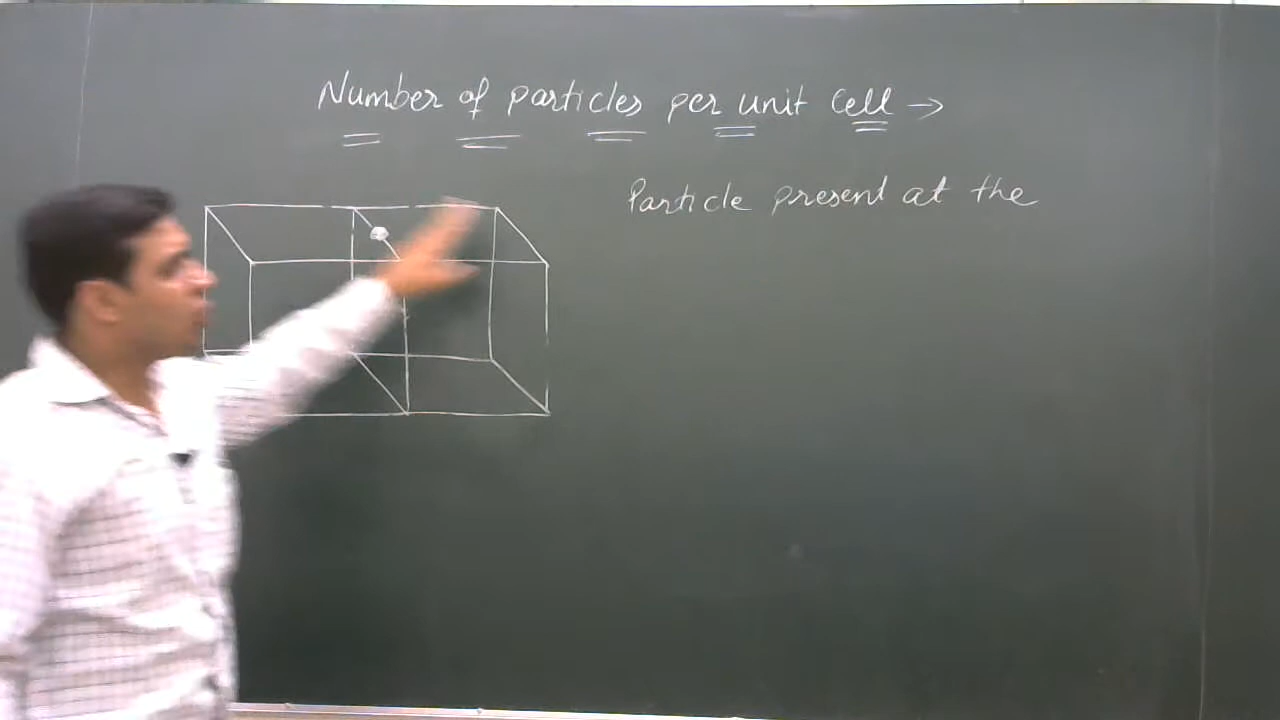 Number of particles per unit cell →
Particle present at the